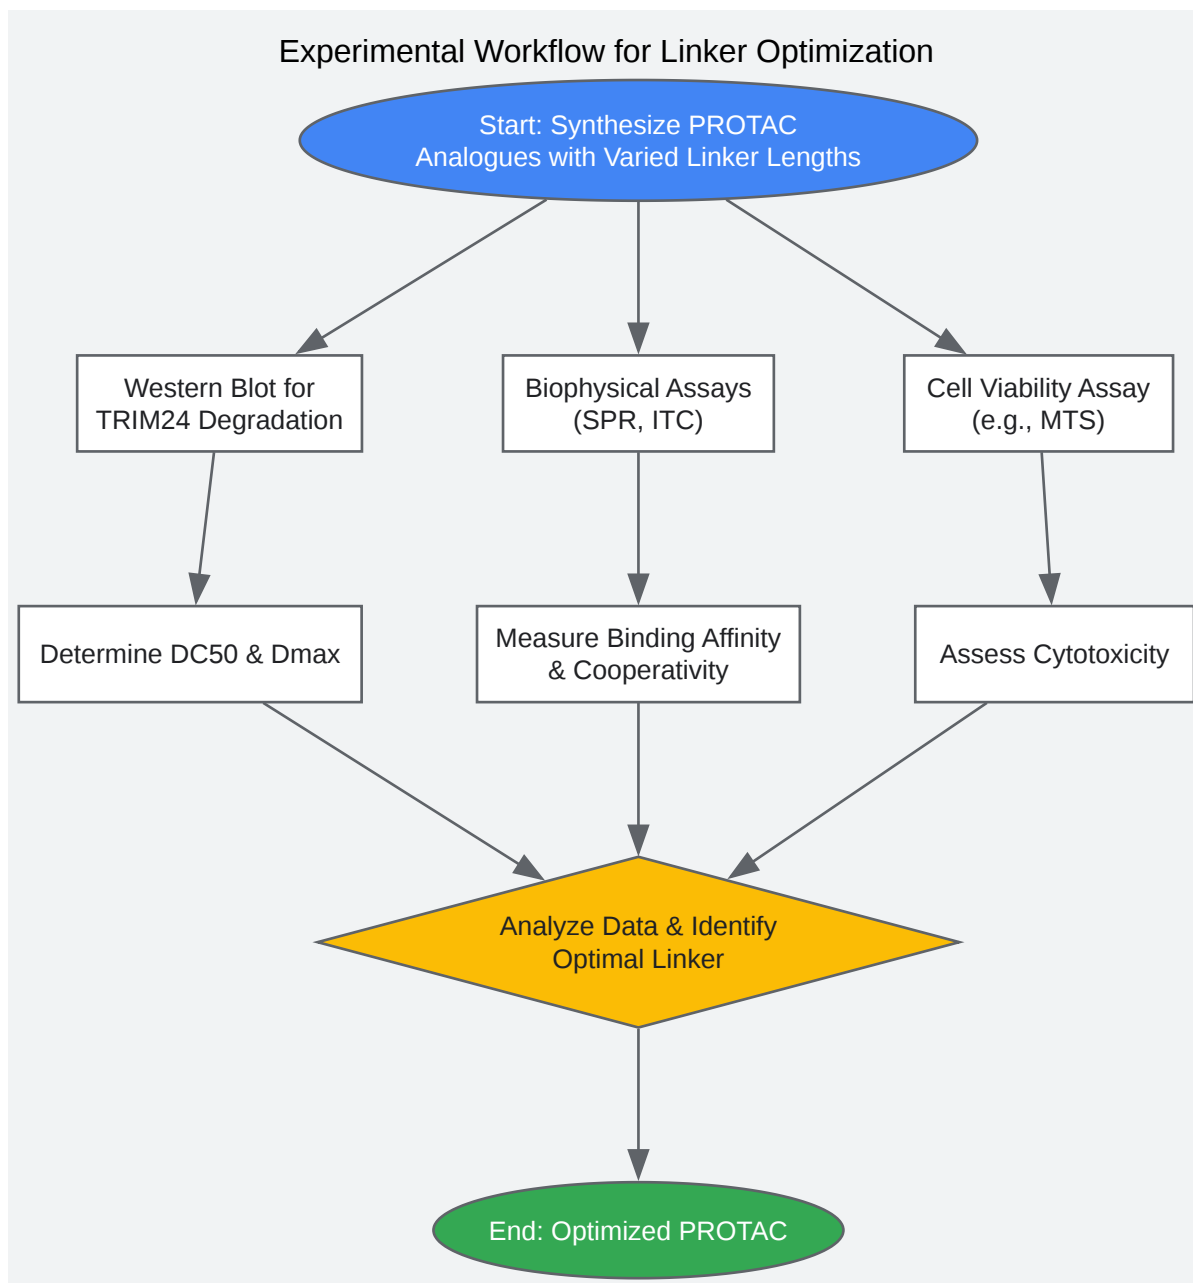 Experimental Workflow for Linker Optimization
Start: Synthesize PROTAC
Analogues with Varied Linker Lengths
Western Blot for
TRIM24 Degradation
Biophysical Assays
(SPR, ITC)
Cell Viability Assay
(e.g., MTS)
Determine DC50 & Dmax
Measure Binding Affinity
& Cooperativity
Assess Cytotoxicity
Analyze Data & Identify
Optimal Linker
End: Optimized PROTAC